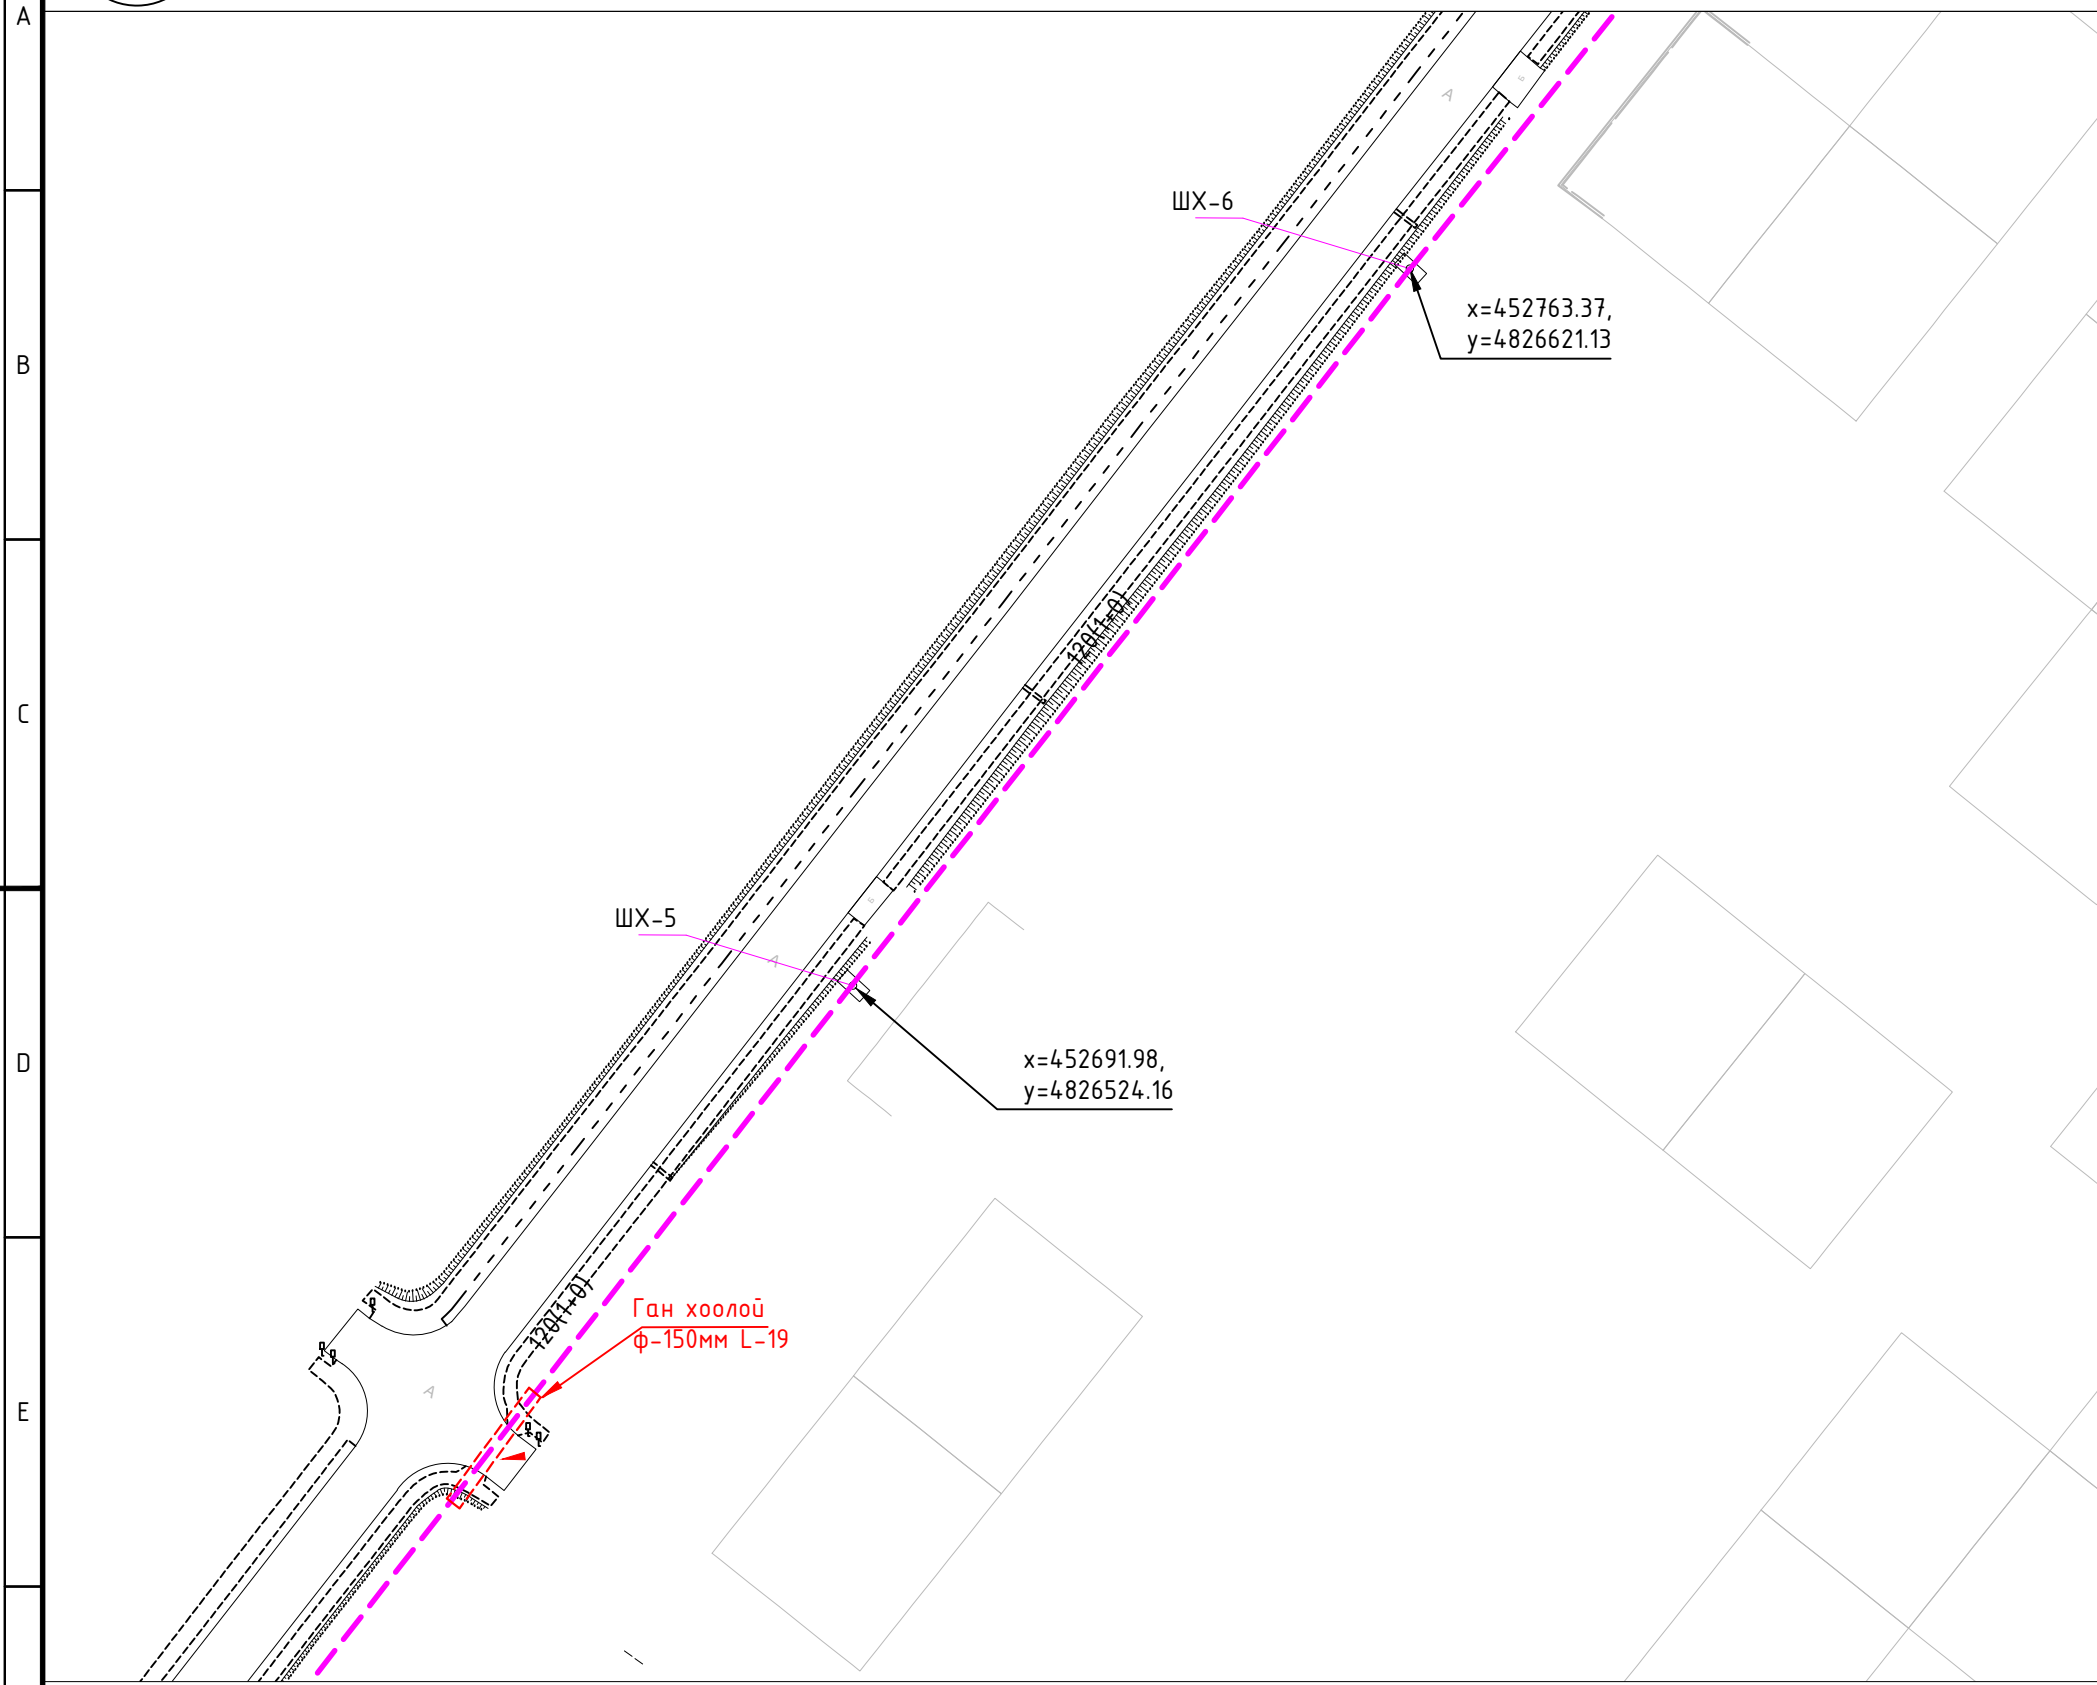 A
Б
A
ШХ-6
x=452763.37,
y=4826621.13
B
120(1+0)
C
Б
ШХ-5
A
x=452691.98,
y=4826524.16
D
120(1+0)
Ган хоолой
ф-150мм L-19
A
E